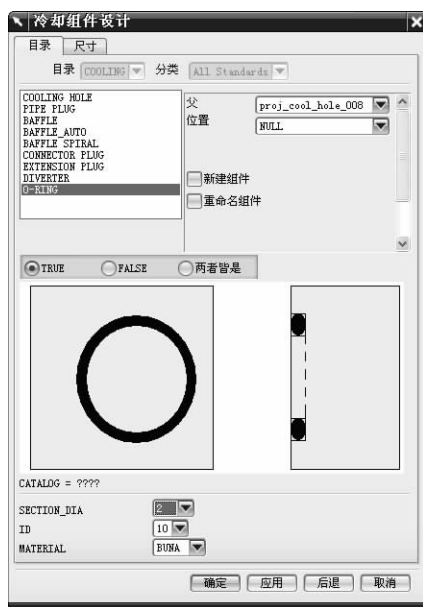 冷却组件设计
目录 尺寸
目录 COOLING 分类 All Standards
COOLING HOLE
PIPE PLUG
BAFFLE
BAFFLE_AUTO
BAFFLE SPIRAL
CONNECTOR PLUG
EXTENSION PLUG
DIVERTER
O-RING
父 proj_cool_hole_008
位置 NULL
新建组件
重命名组件
TRUE FALSE 两者皆是
CATALOG = ????
SECTION_DIA 2
ID 10
MATERIAL BUNA
确定 应用 后退 取消